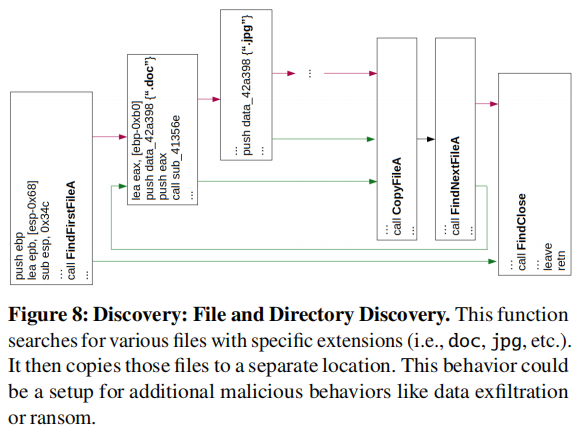 push ebp
lea epb, [esp-0x68]
sub esp, 0x34c
...
call FindFirstFileA
...
lea eax, [ebp-0xb0]
push data_42a398 {“.doc”}
push eax
call sub_41356e
...
...
push data_42a398 {“.jpg”}
...
...
...
call CopyFileA
...
...
call FindNextFileA
...
...
call FindClose
...
leave
retn
Figure 8: Discovery: File and Directory Discovery. This function
searches for various files with specific extensions (i.e., doc, jpg, etc.).
It then copies those files to a separate location. This behavior could
be a setup for additional malicious behaviors like data exfiltration
or ransom.